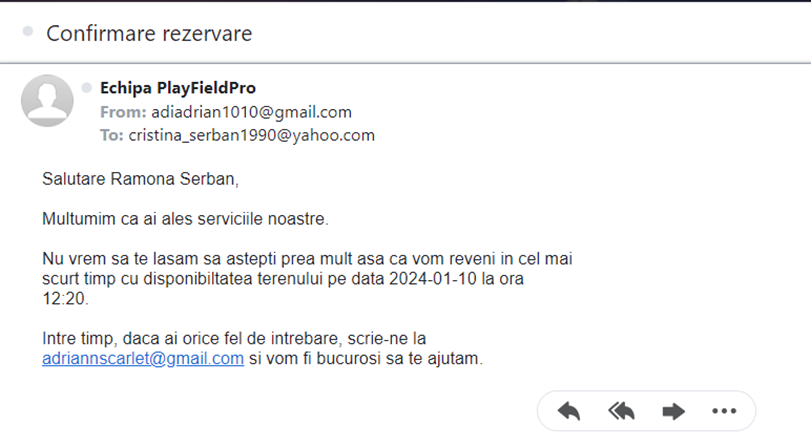 Confirmare rezervare
Echipa PlayFieldPro
From: adiadrian1010@gmail.com
To: cristina_serban1990@yahoo.com
Salutare Ramona Serban,
Multumim ca ai ales serviciile noastre.
Nu vrem sa te lasam sa astepti prea mult asa ca vom reveni in cel mai
scurt timp cu disponibiltatea terenului pe data 2024-01-10 la ora
12:20.
Intre timp, daca ai orice fel de intrebare, scrie-ne la
adriannscarlet@gmail.com si vom fi bucurosi sa te ajutam.